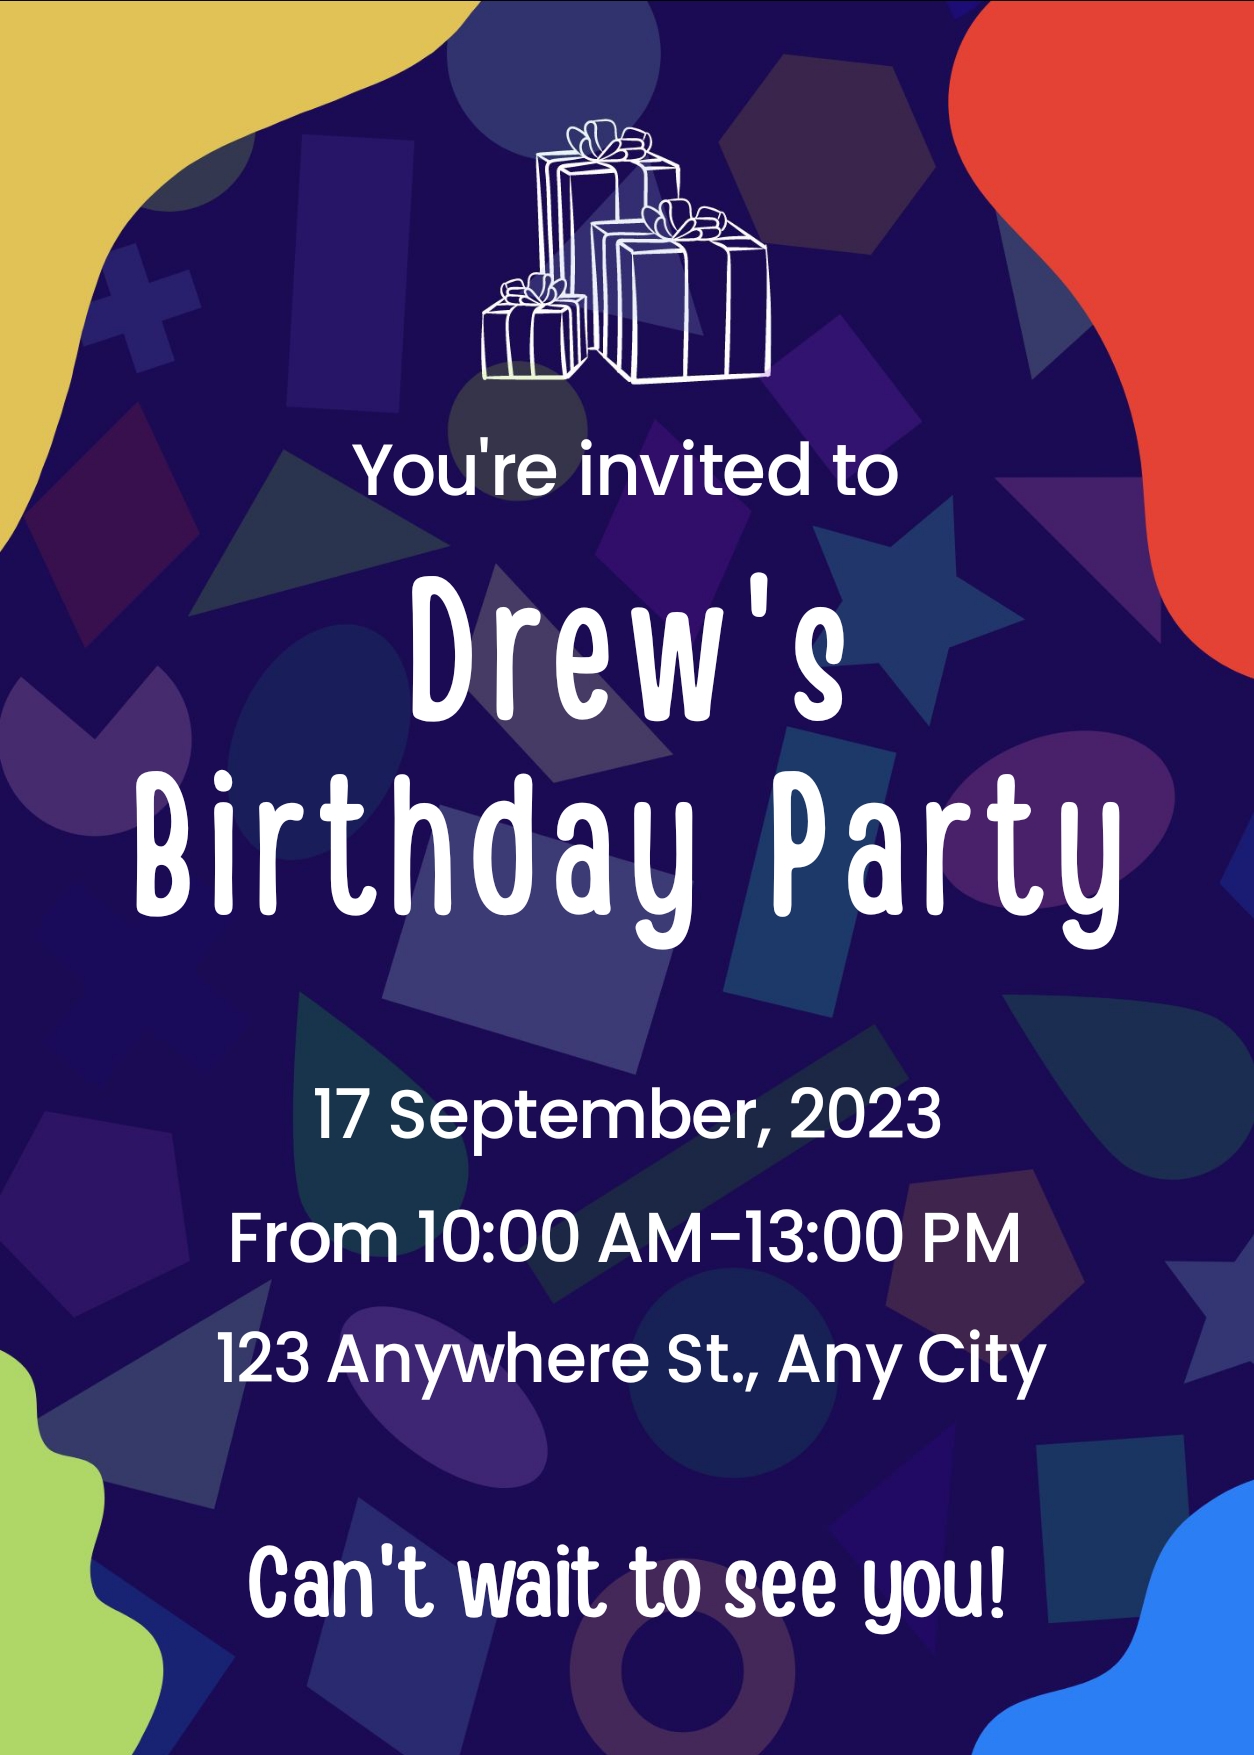 You're invited to
Drew's
Birthday Party
17 September, 2023
From 10:00 AM-13:00 PM
123 Anywhere St., Any City
Can't wait to see you!